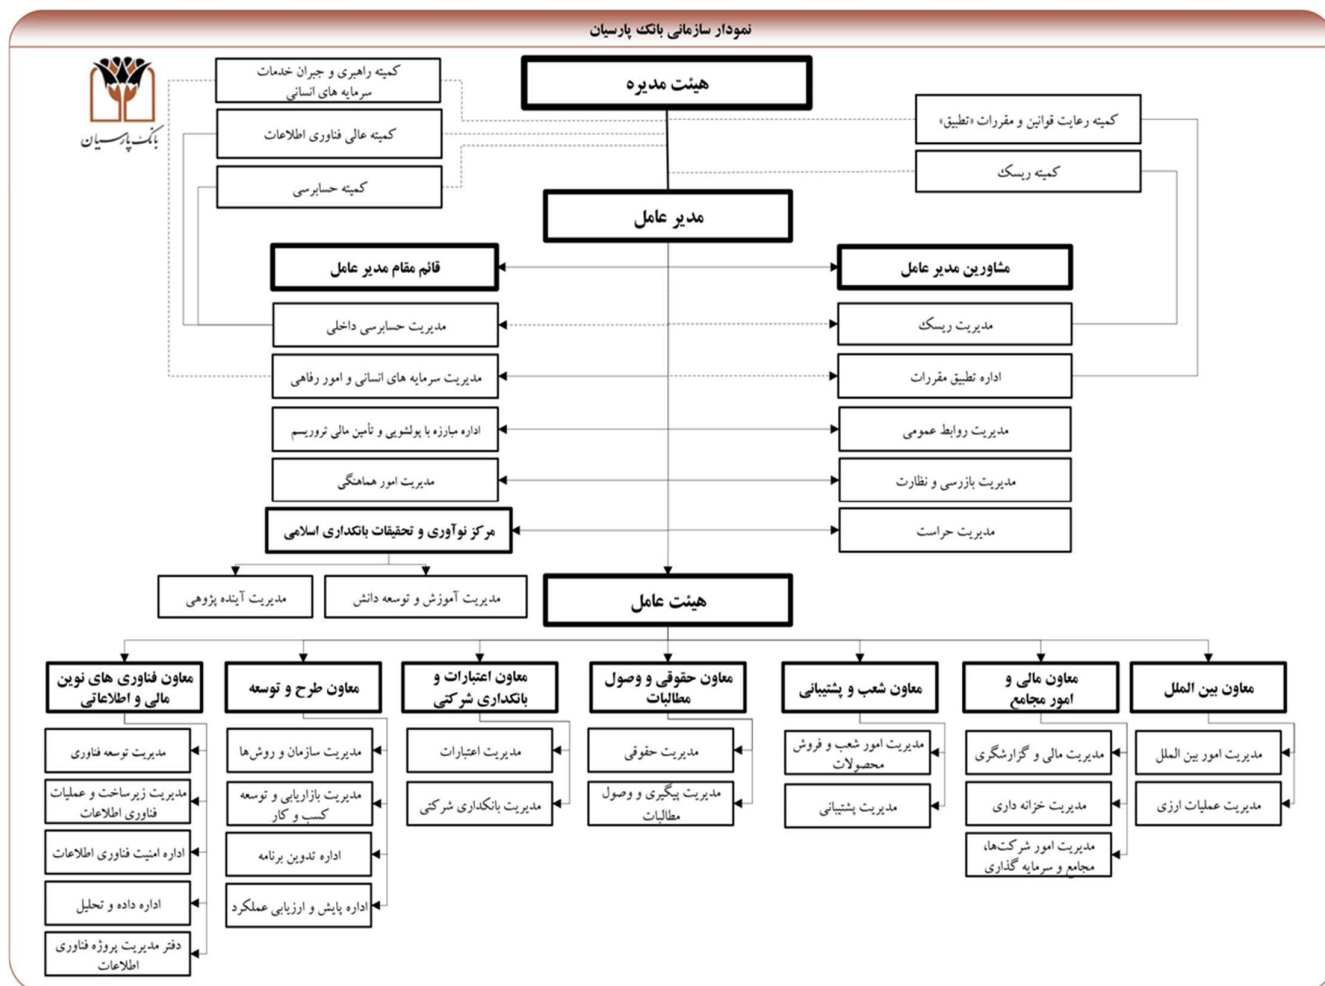 نمودار سازمانی بانک پارسیان
بانک پارسیان
هیئت مدیره
کمیته راهبری و جبران خدمات
سرمایه های انسانی
کمیته عالی فناوری اطلاعات
کمیته حسابرسی
کمیته رعایت قوانین و مقررات «تطبیق»
کمیته ریسک
مدیر عامل
مشاورین مدیر عامل
قائم مقام مدیر عامل
مدیریت ریسک
مدیریت حسابرسی داخلی
اداره تطبیق مقررات
مدیریت سرمایه های انسانی و امور رفاهی
مدیریت روابط عمومی
اداره مبارزه با پولشویی و تأمین مالی تروریسم
مدیریت بازرسی و نظارت
مدیریت امور هماهنگی
مدیریت حراست
مرکز نوآوری و تحقیقات بانکداری اسلامی
مدیریت آموزش و توسعه دانش
مدیریت آینده پژوهی
هیئت عامل
معاون بین الملل
مدیریت امور بین الملل
مدیریت عملیات ارزی
معاون مالی و
امور مجامع
مدیریت مالی و گزارشگری
مدیریت خزانه داری
مدیریت امور شرکت‌ها،
مجامع و سرمایه گذاری
معاون شعب و پشتیبانی
مدیریت امور شعب و فروش
محصولات
مدیریت پشتیبانی
معاون حقوقی و وصول
مطالبات
مدیریت حقوقی
مدیریت پیگیری و وصول
مطالبات
معاون اعتبارات و
بانکداری شرکتی
مدیریت اعتبارات
مدیریت بانکداری شرکتی
معاون طرح و توسعه
مدیریت سازمان و روش‌ها
مدیریت بازاریابی و توسعه
کسب و کار
اداره تدوین برنامه
اداره پایش و ارزیابی عملکرد
معاون فناوری های نوین
مالی و اطلاعاتی
مدیریت توسعه فناوری
مدیریت زیرساخت و عملیات
فناوری اطلاعات
اداره امنیت فناوری اطلاعات
اداره داده و تحلیل
دفتر مدیریت پروژه فناوری
اطلاعات